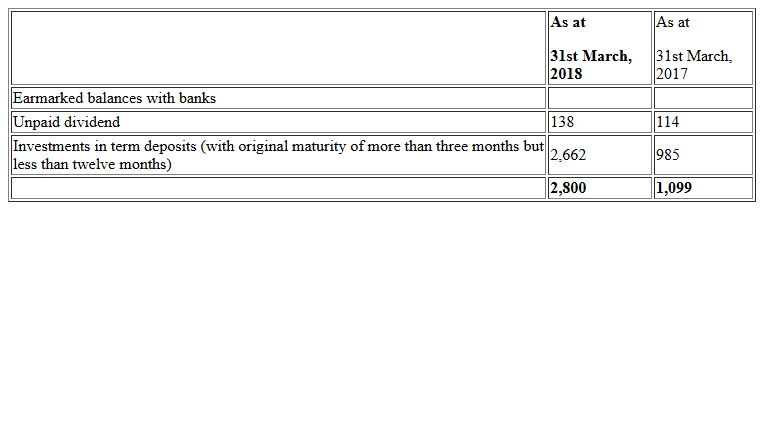 As at
As at
31st March,
2018
31st March,
2017
Earmarked balances with banks
Unpaid dividend
138
114
Investments in term deposits (with original maturity of more than three months but
less than twelve months)
2,662
985
2,800
1,099